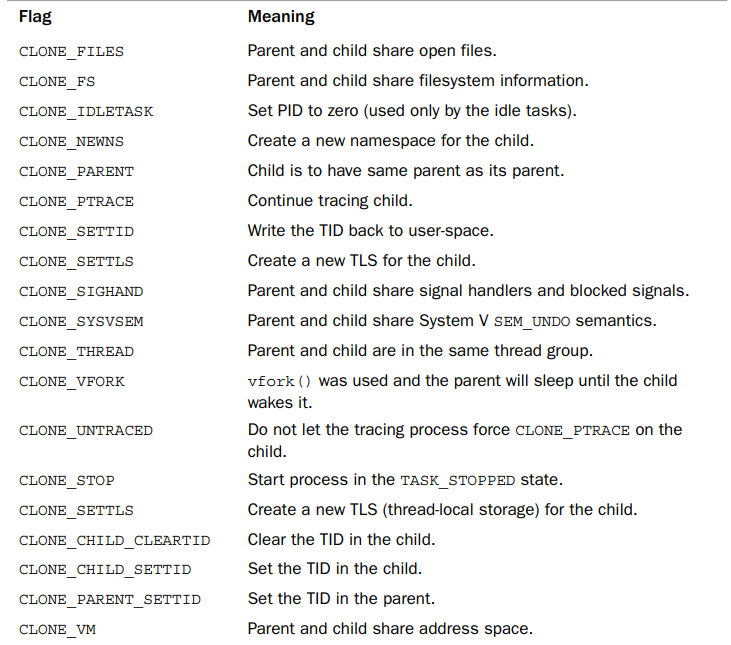 Flag Meaning
CLONE_FILES Parent and child share open files.
CLONE_FS Parent and child share filesystem information.
CLONE_IDLETASK Set PID to zero (used only by the idle tasks).
CLONE_NEWNS Create a new namespace for the child.
CLONE_PARENT Child is to have same parent as its parent.
CLONE_PTRACE Continue tracing child.
CLONE_SETTID Write the TID back to user-space.
CLONE_SETTLS Create a new TLS for the child.
CLONE_SIGHAND Parent and child share signal handlers and blocked signals.
CLONE_SYSVSEM Parent and child share System V SEM_UNDO semantics.
CLONE_THREAD Parent and child are in the same thread group.
CLONE_VFORK vfork() was used and the parent will sleep until the child
wakes it.
CLONE_UNTRACED Do not let the tracing process force CLONE_PTRACE on the
child.
CLONE_STOP Start process in the TASK_STOPPED state.
CLONE_SETTLS Create a new TLS (thread-local storage) for the child.
CLONE_CHILD_CLEARTID Clear the TID in the child.
CLONE_CHILD_SETTID Set the TID in the child.
CLONE_PARENT_SETTID Set the TID in the parent.
CLONE_VM Parent and child share address space.